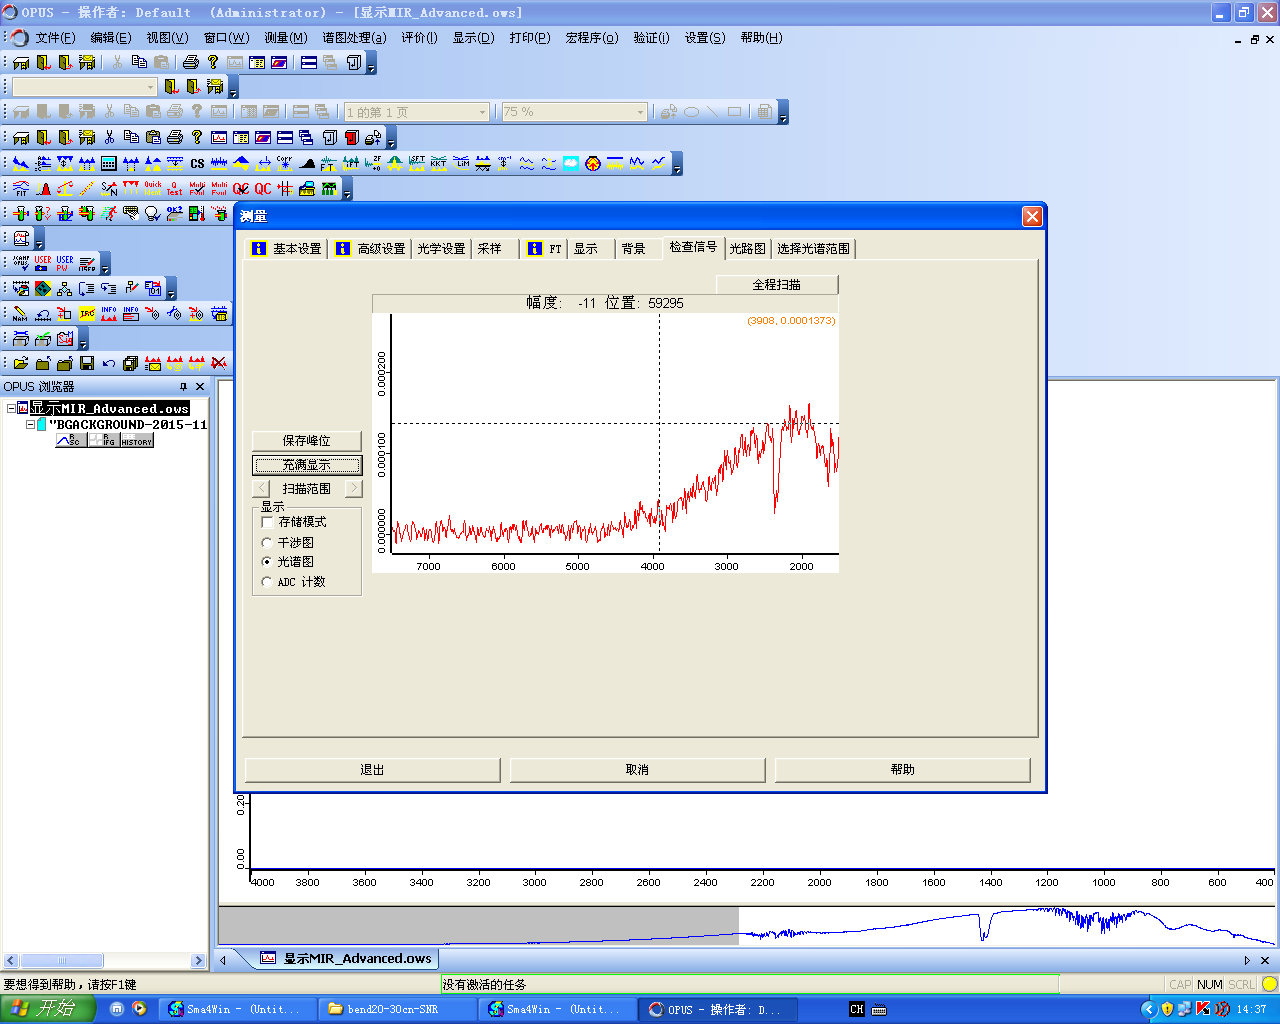 OPUS - 操作者: Default  (Administrator) - [显示MIR_Advanced.ows]
文件(F) 编辑(E) 视图(V) 窗口(W) 测量(M) 谱图处理(a) 评价(l) 显示(D) 打印(P) 宏程序(o) 验证(i) 设置(S) 帮助(H)
1 的第 1 页 75 %
测量
基本设置 高级设置 光学设置 采样 FT 显示 背景 检查信号 光路图 选择光谱范围
全程扫描
幅度: -11 位置: 59295
(3908, 0.0001373)
0.000200
0.000100
0.00000
7000 6000 5000 4000 3000 2000
保存峰位
充满显示
< 扫描范围 >
显示
存储模式
干涉图
光谱图
ADC 计数
退出 取消 帮助
OPUS 浏览器
显示MIR_Advanced.ows
"BGACKGROUND-2015-11
R SC R IFG HISTORY
0.20
0.00
4000 3800 3600 3400 3200 3000 2800 2600 2400 2200 2000 1800 1600 1400 1200 1000 800 600 400
显示MIR_Advanced.ows
要想得到帮助，请按F1键 没有激活的任务 CAP NUM SCRL
开始 Sma4Win - (Untit... bend20-30cn-SNR Sma4Win - (Untit... OPUS - 操作者: D... CH 14:37